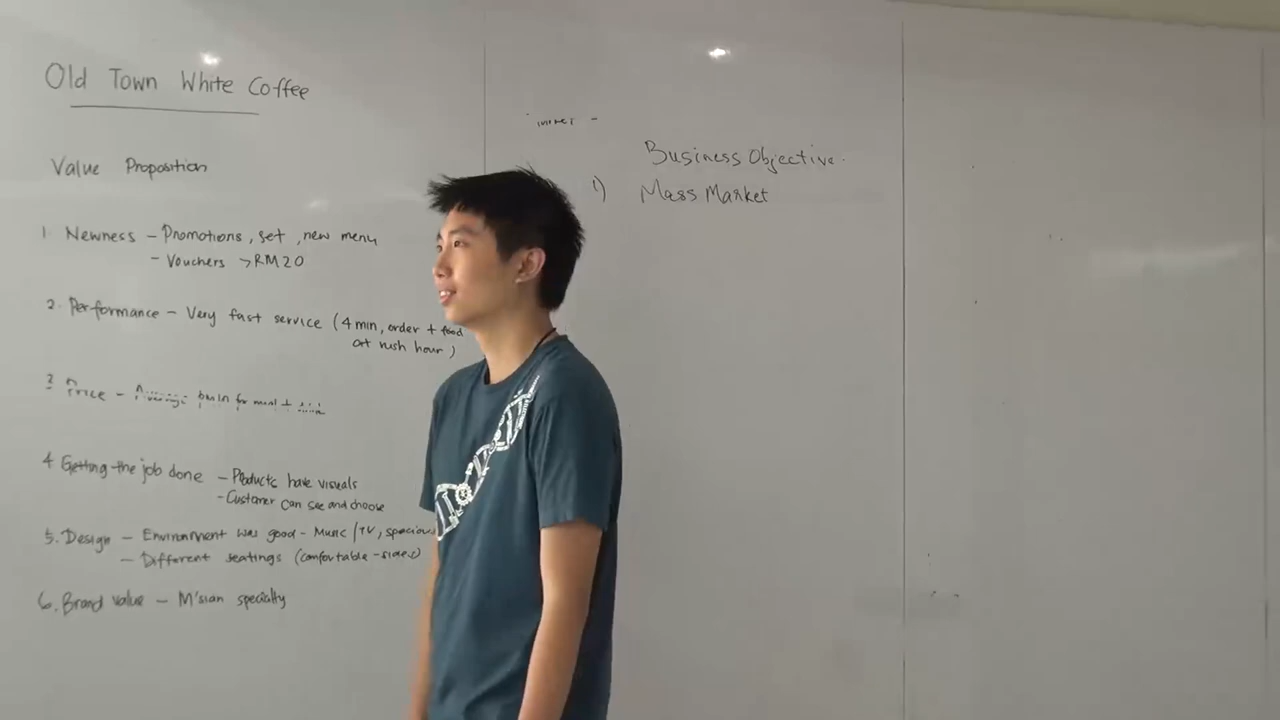 Old Town White Coffee
Value Proposition
1 Newness - Promotions, set, new menu
- Vouchers >RM20
2. Performance - Very fast service (4 min, order + food
at rush hour)
3 Price - Average for meal +
4 Getting the job done - Products have visuals
- Customer can see and choose
5. Design - Environment was good - Music /TV, spacious
- Different seatings (comfortable
6. Brand value - M'sian specialty
Business Objective.
1) Mass Market